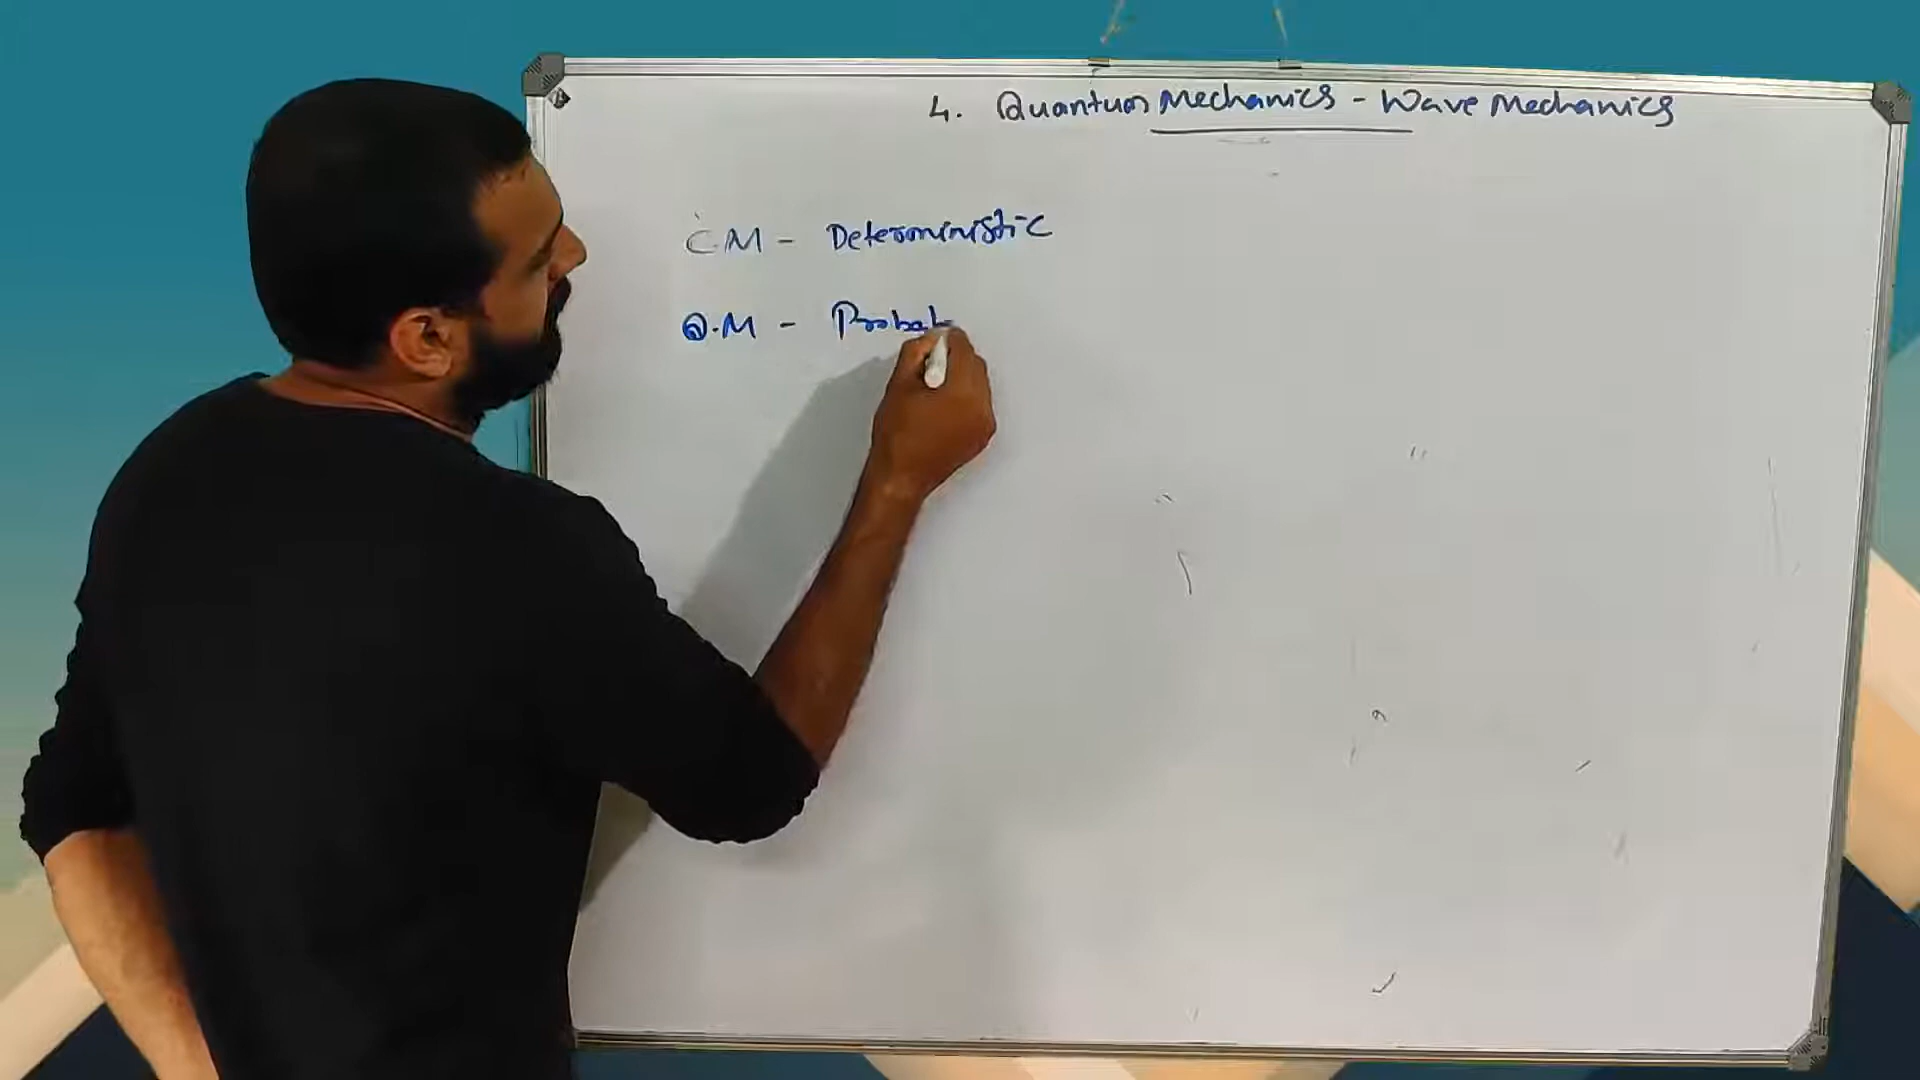 4. Quantum Mechanics - Wave Mechanics
C.M - Deterministic
Q.M - Probab